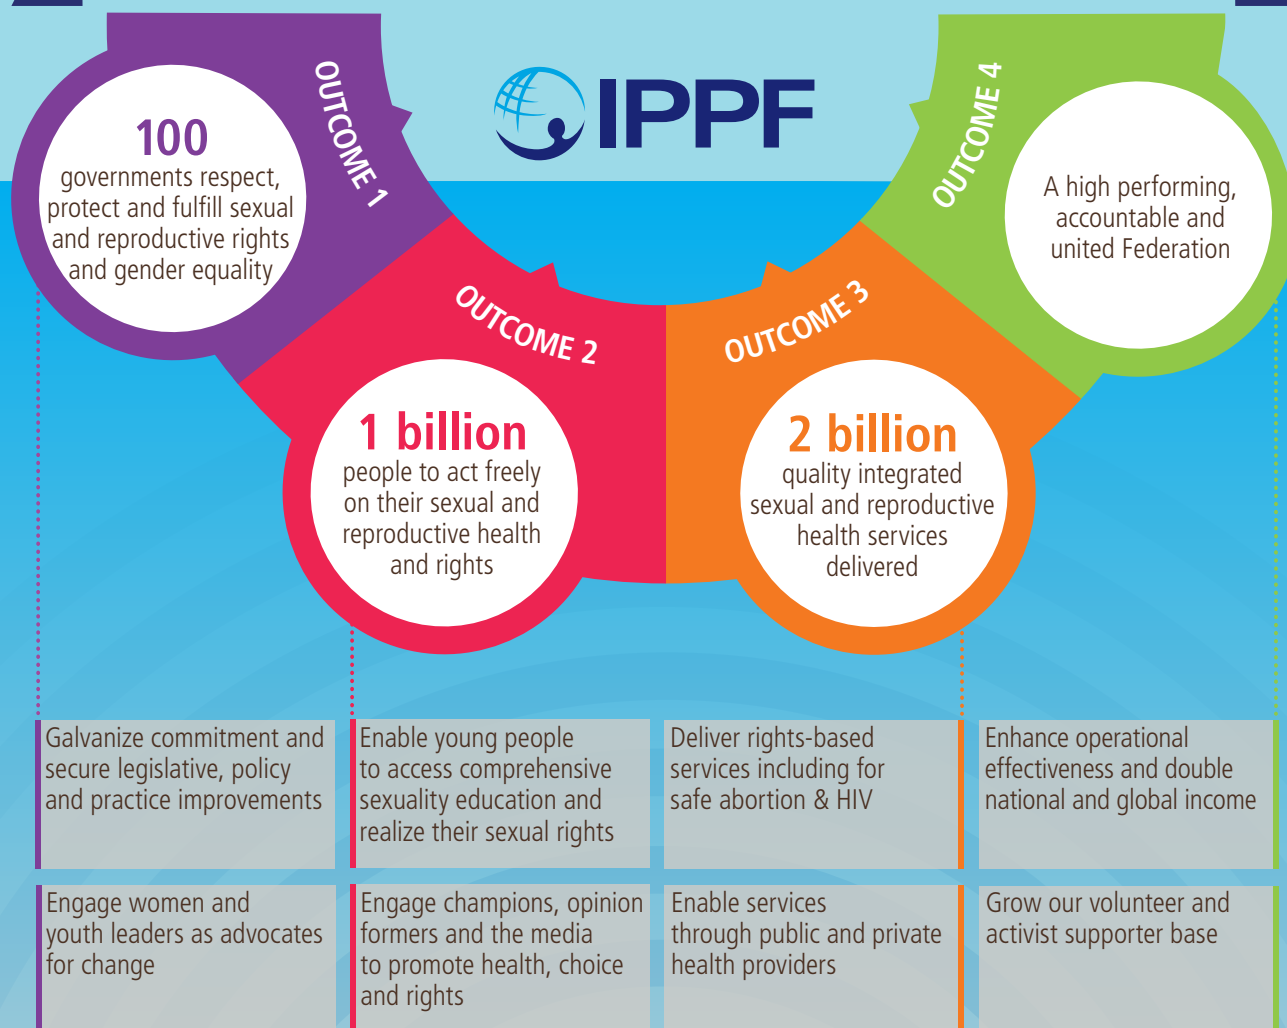 IPPF
OUTCOME 1
100
governments respect,
protect and fulfill sexual
and reproductive rights
and gender equality
OUTCOME 2
1 billion
people to act freely
on their sexual and
reproductive health
and rights
OUTCOME 3
2 billion
quality integrated
sexual and reproductive
health services
delivered
OUTCOME 4
A high performing,
accountable and
united Federation
Galvanize commitment and
secure legislative, policy
and practice improvements
Enable young people
to access comprehensive
sexuality education and
realize their sexual rights
Deliver rights-based
services including for
safe abortion & HIV
Enhance operational
effectiveness and double
national and global income
Engage women and
youth leaders as advocates
for change
Engage champions, opinion
formers and the media
to promote health, choice
and rights
Enable services
through public and private
health providers
Grow our volunteer and
activist supporter base